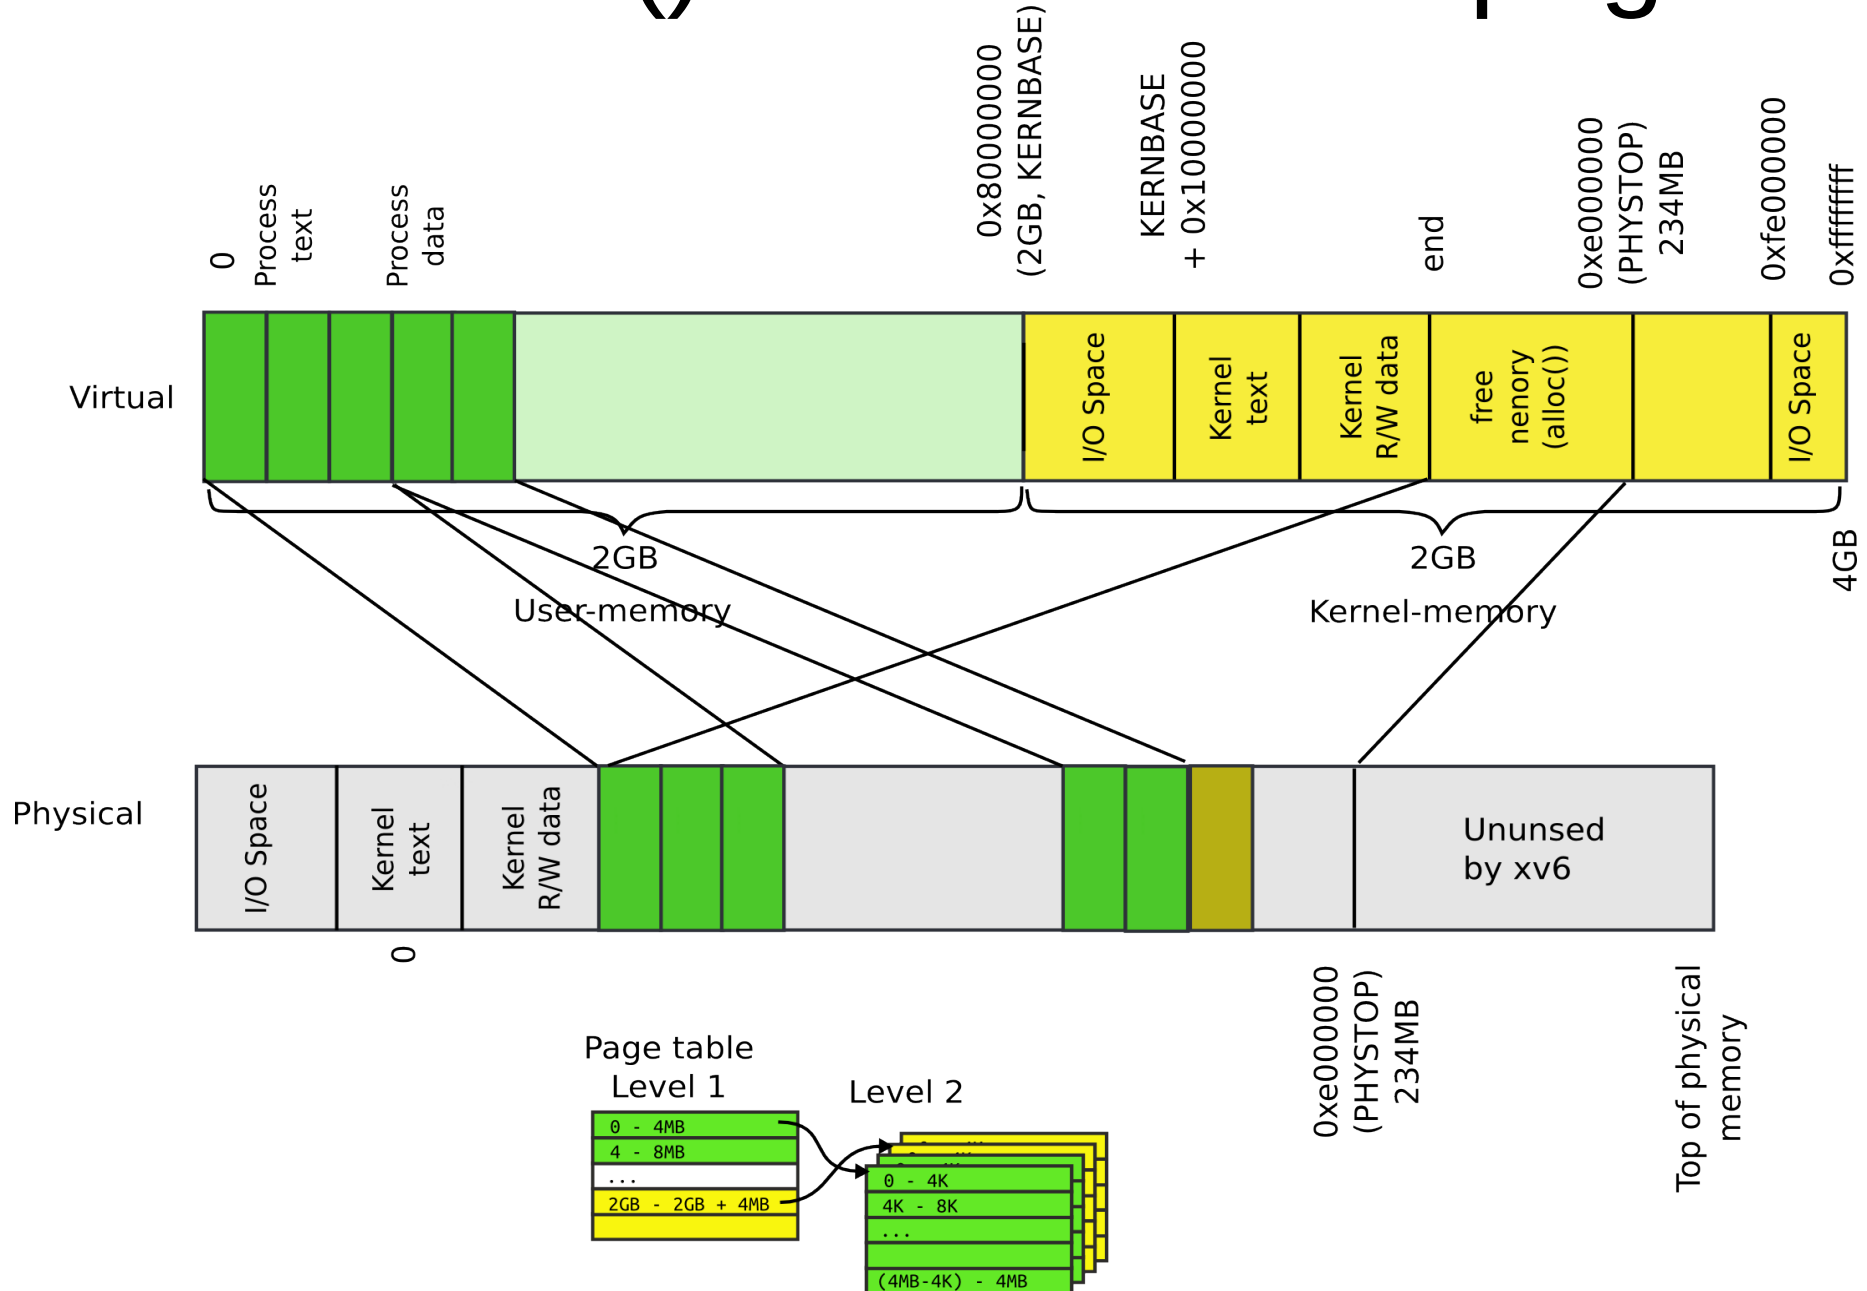 ()
0x80000000
(2GB, KERNBASE)
KERNBASE
+ 0x10000000
0
Process
text
Process
data
end
0xe000000
(PHYSTOP)
234MB
0xfe000000
0xffffffff
Virtual
I/O Space
Kernel
text
Kernel
R/W data
free
nenory
(alloc())
I/O Space
2GB
2GB
4GB
User-memory
Kernel-memory
Physical
I/O Space
Kernel
text
Kernel
R/W data
Ununsed
by xv6
0
0xe000000
(PHYSTOP)
234MB
Top of physical
memory
Page table
Level 1
Level 2
0 - 4MB
4 - 8MB
...
2GB - 2GB + 4MB
0 - 4K
4K - 8K
...
(4MB-4K) - 4MB